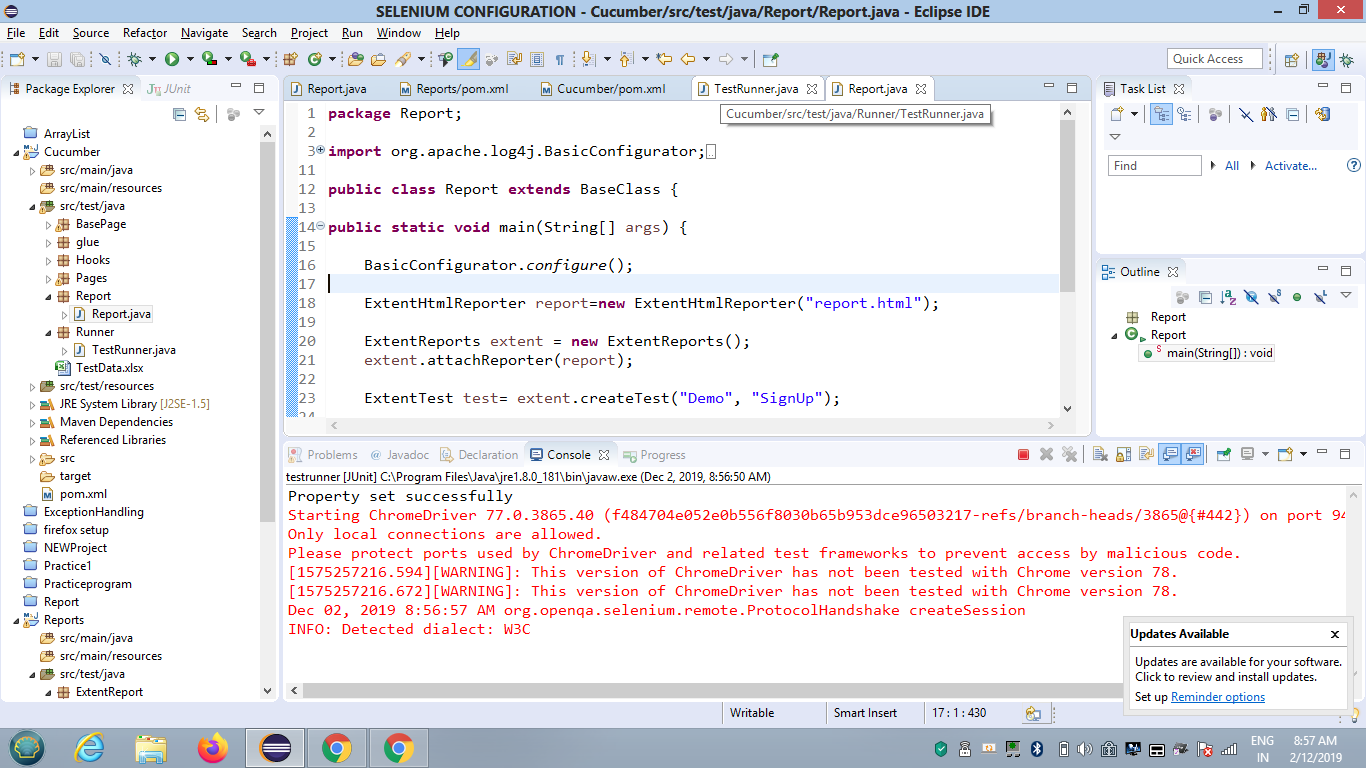 SELENIUM CONFIGURATION - Cucumber/src/test/java/Report/Report.java - Eclipse IDE
File Edit Source Refactor Navigate Search Project Run Window Help
Quick Access
Package Explorer JUnit
ArrayList
Cucumber
src/main/java
src/main/resources
src/test/java
BasePage
glue
Hooks
Pages
Report
Report.java
Runner
TestRunner.java
TestData.xlsx
src/test/resources
JRE System Library [J2SE-1.5]
Maven Dependencies
Referenced Libraries
src
target
pom.xml
ExceptionHandling
firefox setup
NEWProject
Practice1
Practiceprogram
Report
Reports
src/main/java
src/main/resources
src/test/java
ExtentReport
Report.java Reports/pom.xml Cucumber/pom.xml TestRunner.java Report.java
Cucumber/src/test/java/Runner/TestRunner.java
1 package Report;
2
3 import org.apache.log4j.BasicConfigurator;
11
12 public class Report extends BaseClass {
13
14 public static void main(String[] args) {
15
16 BasicConfigurator.configure();
17
18 ExtentHtmlReporter report=new ExtentHtmlReporter("report.html");
19
20 ExtentReports extent = new ExtentReports();
21 extent.attachReporter(report);
22
23 ExtentTest test= extent.createTest("Demo", "SignUp");
24
Task List
Find All Activate...
Outline
Report
Report
main(String[]) : void
Problems Javadoc Declaration Console Progress
testrunner [JUnit] C:\Program Files\Java\jre1.8.0_181\bin\javaw.exe (Dec 2, 2019, 8:56:50 AM)
Property set successfully
Starting ChromeDriver 77.0.3865.40 (f484704e052e0b556f8030b65b953dce96503217-refs/branch-heads/3865@{#442}) on port 94
Only local connections are allowed.
Please protect ports used by ChromeDriver and related test frameworks to prevent access by malicious code.
[1575257216.594][WARNING]: This version of ChromeDriver has not been tested with Chrome version 78.
[1575257216.672][WARNING]: This version of ChromeDriver has not been tested with Chrome version 78.
Dec 02, 2019 8:56:57 AM org.openqa.selenium.remote.ProtocolHandshake createSession
INFO: Detected dialect: W3C
Updates Available
Updates are available for your software.
Click to review and install updates.
Set up Reminder options
Writable Smart Insert 17 : 1 : 430
ENG
IN
8:57 AM
2/12/2019